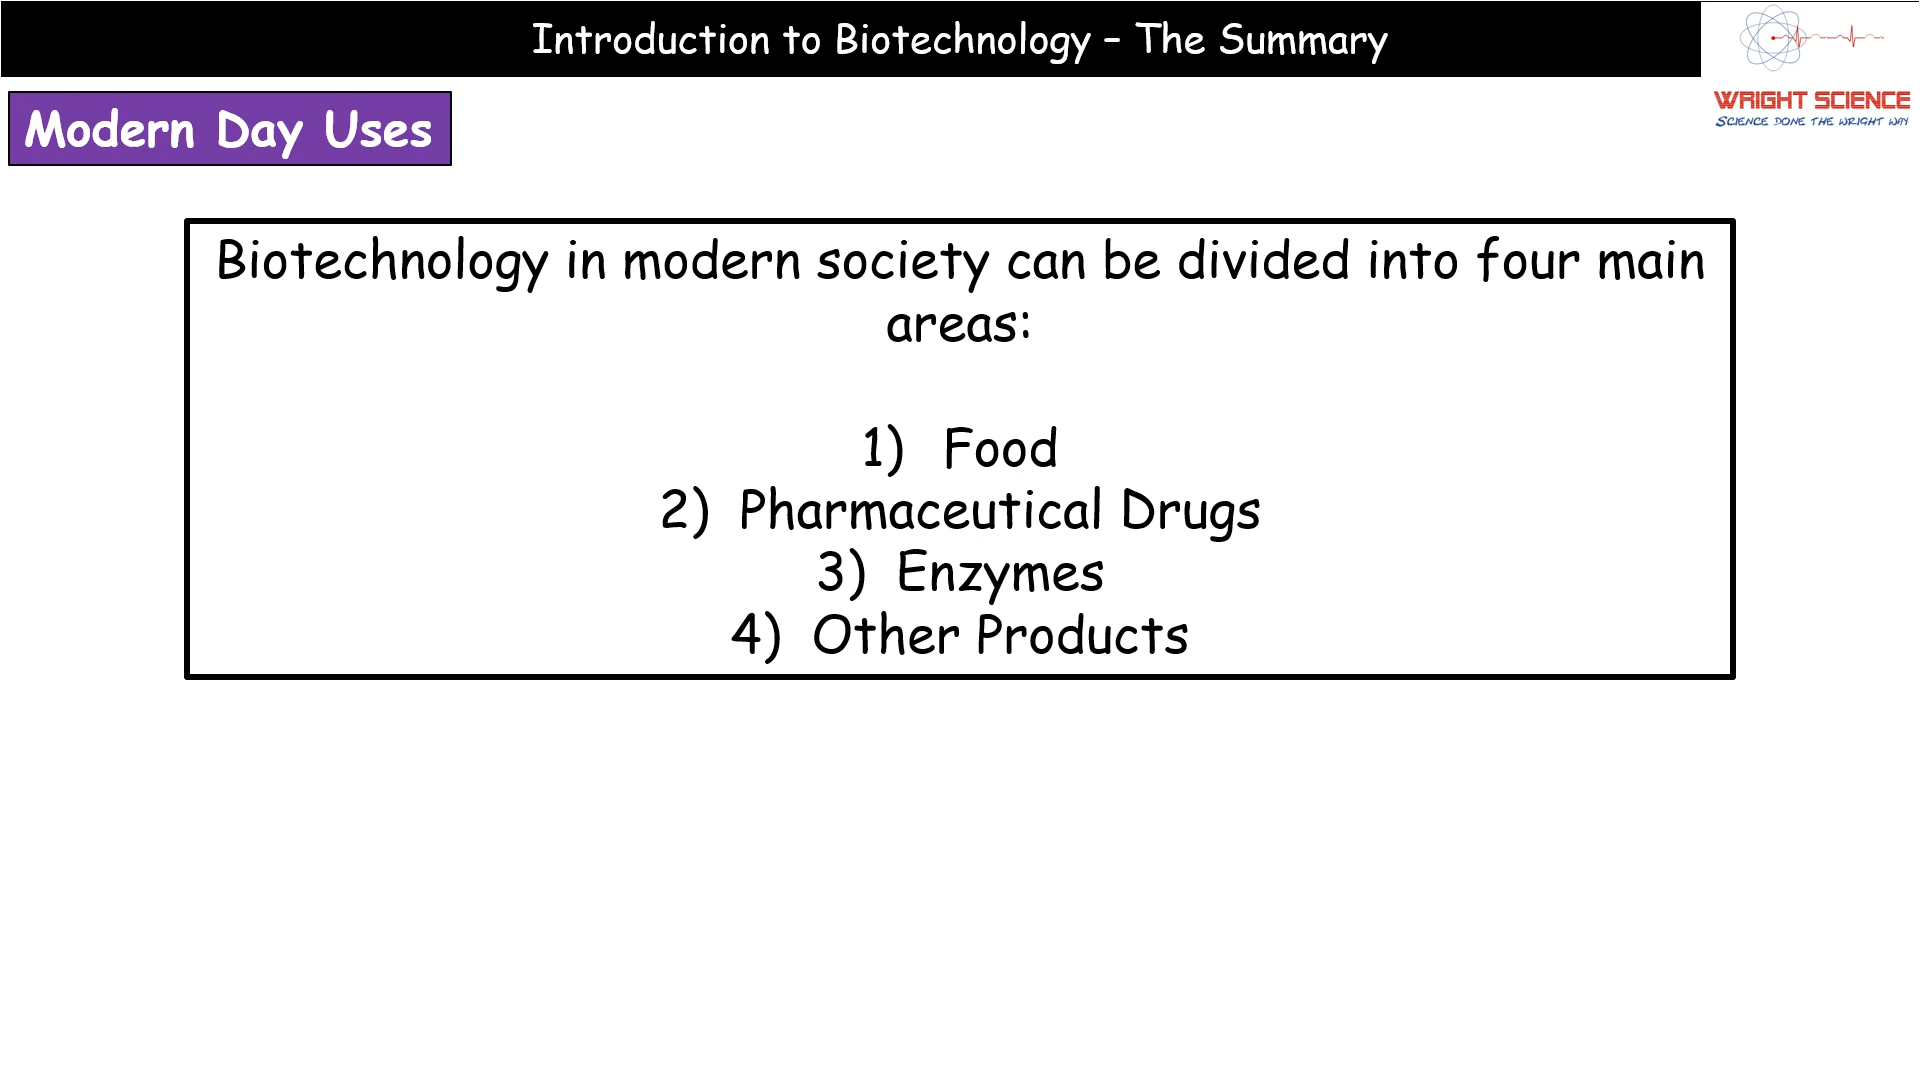 Introduction to Biotechnology – The Summary
WRIGHT SCIENCE
SCIENCE DONE THE WRIGHT WAY
Modern Day Uses
Biotechnology in modern society can be divided into four main
areas:
1) Food
2) Pharmaceutical Drugs
3) Enzymes
4) Other Products